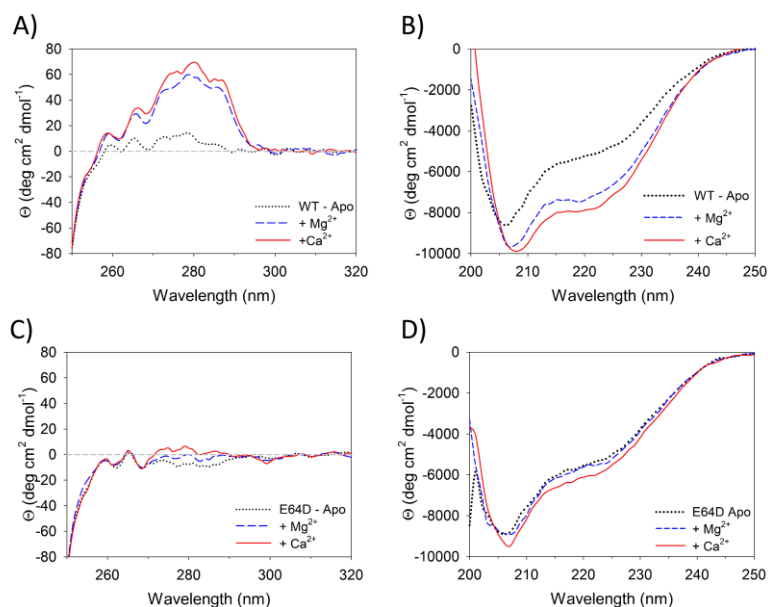 A)
80
60
40
20
0
-20
-40
-60
-80
260 280 300 320
Θ (deg cm² dmol⁻¹)
Wavelength (nm)
WT - Apo
+ Mg²⁺
+Ca²⁺
B)
0
-2000
-4000
-6000
-8000
-10000
200 210 220 230 240 250
Θ (deg cm² dmol⁻¹)
Wavelength (nm)
WT - Apo
+ Mg²⁺
+ Ca²⁺
C)
80
60
40
20
0
-20
-40
-60
-80
260 280 300 320
Θ (deg cm² dmol⁻¹)
Wavelength (nm)
E64D - Apo
+ Mg²⁺
+ Ca²⁺
D)
0
-2000
-4000
-6000
-8000
-10000
200 210 220 230 240 250
Θ (deg cm² dmol⁻¹)
Wavelength (nm)
E64D Apo
+ Mg²⁺
+ Ca²⁺